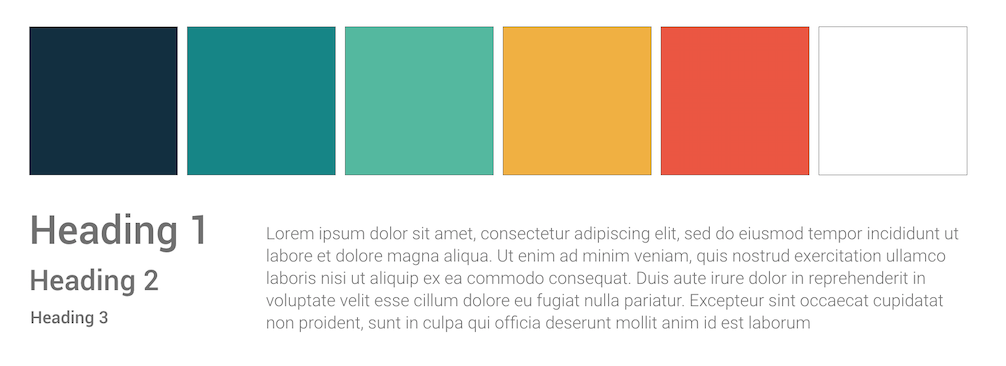 Heading 1
Heading 2
Heading 3
Lorem ipsum dolor sit amet, consectetur adipiscing elit, sed do eiusmod tempor incididunt ut
labore et dolore magna aliqua. Ut enim ad minim veniam, quis nostrud exercitation ullamco
laboris nisi ut aliquip ex ea commodo consequat. Duis aute irure dolor in reprehenderit in
voluptate velit esse cillum dolore eu fugiat nulla pariatur. Excepteur sint occaecat cupidatat
non proident, sunt in culpa qui officia deserunt mollit anim id est laborum